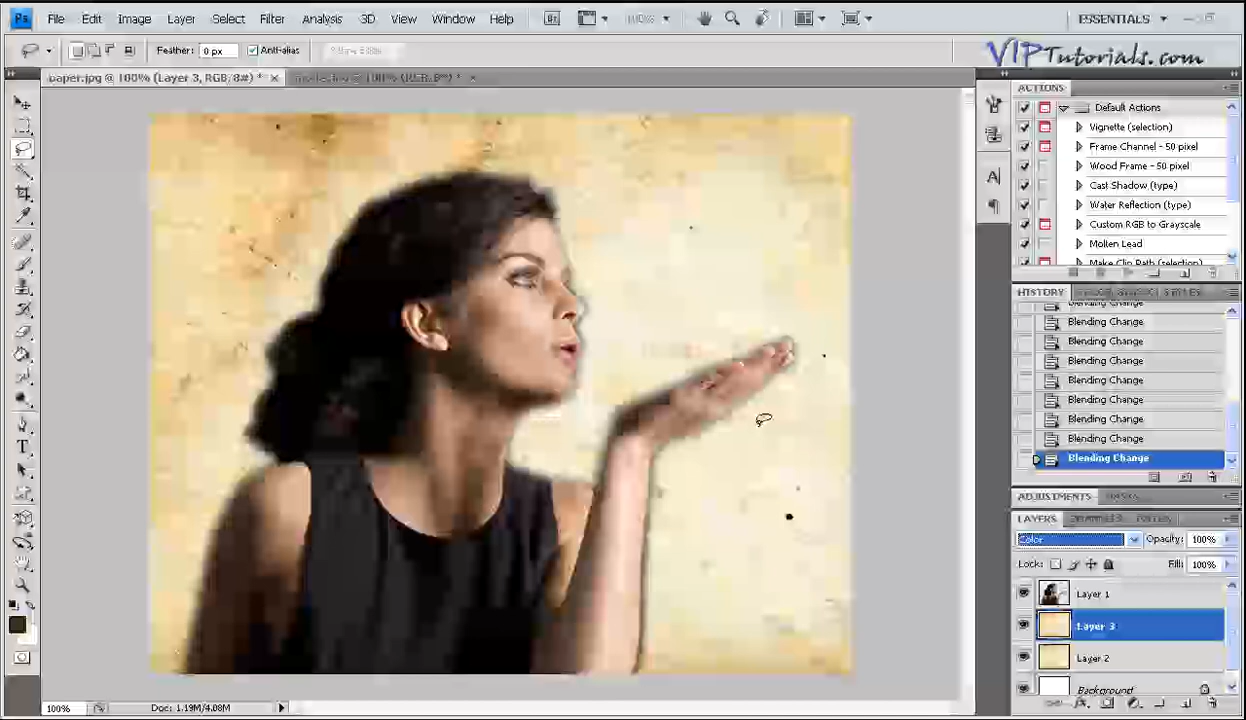 Ps File Edit Image Layer Select Filter Analysis 3D View Window Help Br 100% ESSENTIALS
Feather: 0 px Anti-alias
VIPTutorials.com
paper.jpg @ 100% (Layer 3, RGB/8#) *
ACTIONS
Default Actions
Vignette (selection)
Frame Channel - 50 pixel
Wood Frame - 50 pixel
Cast Shadow (type)
Water Reflection (type)
Custom RGB to Grayscale
Molten Lead
Make Clip Path (selection)
HISTORY
Blending Change
Blending Change
Blending Change
Blending Change
Blending Change
Blending Change
Blending Change
Blending Change
Blending Change
ADJUSTMENTS MASKS
LAYERS
Color Opacity: 100%
Lock: Fill: 100%
Layer 1
Layer 3
Layer 2
Background
100% Doc: 1.19M/4.08M